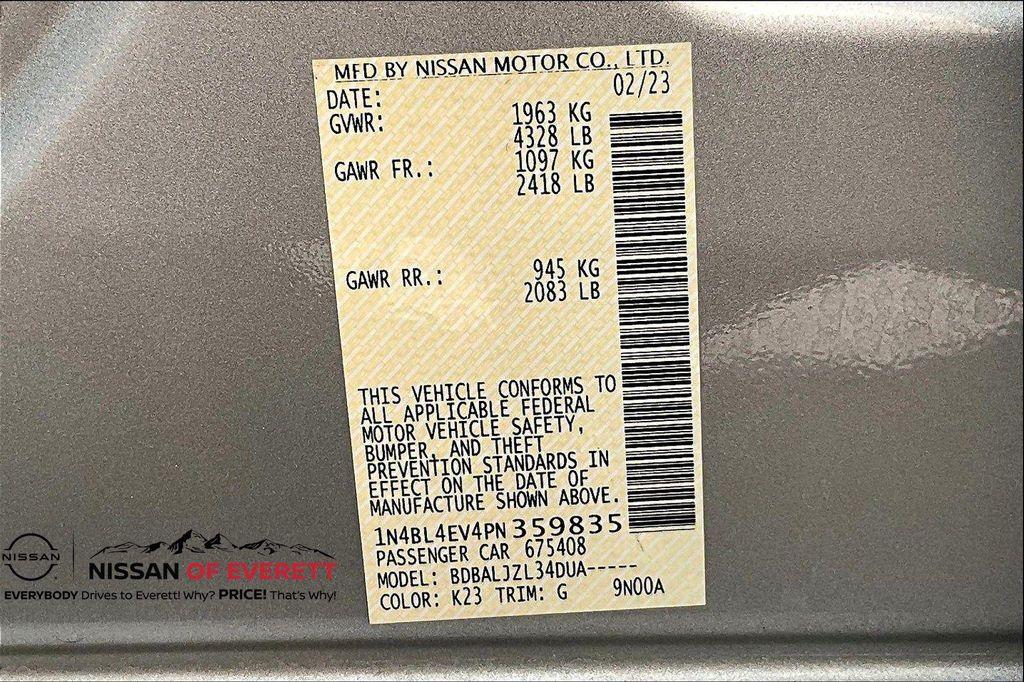 MFD BY NISSAN MOTOR CO., LTD.
DATE: 02/23
GVWR: 1963 KG
4328 LB
GAWR FR.: 1097 KG
2418 LB
GAWR RR.: 945 KG
2083 LB
THIS VEHICLE CONFORMS TO
ALL APPLICABLE FEDERAL
MOTOR VEHICLE SAFETY,
BUMPER, AND THEFT
PREVENTION STANDARDS IN
EFFECT ON THE DATE OF
MANUFACTURE SHOWN ABOVE.
1N4BL4EV4PN359835
PASSENGER CAR 675408
MODEL: BDBALJZL34DUA-----
COLOR: K23 TRIM: G 9N00A
NISSAN
NISSAN OF EVERETT
EVERYBODY Drives to Everett! Why? PRICE! That's Why!